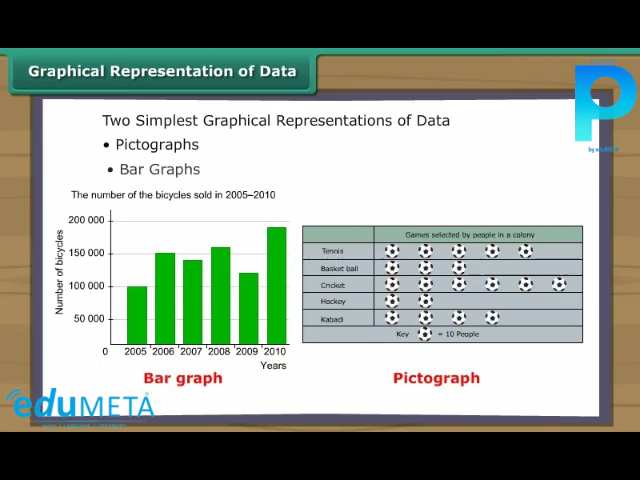 Graphical Representation of Data
by eduMETA
Two Simplest Graphical Representations of Data
• Pictographs
• Bar Graphs
The number of the bicycles sold in 2005–2010
Number of bicycles
200 000
150 000
100 000
50 000
0
2005 2006 2007 2008 2009 2010
Years
Bar graph
Games selected by people in a colony
Tennis
Basket ball
Cricket
Hockey
Kabadi
Key = 10 People
Pictograph
eduMETA